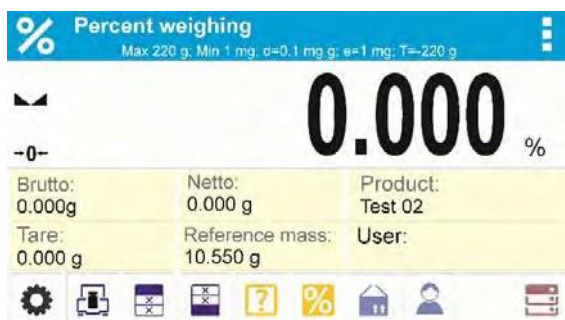 % Percent weighing
Max 220 g; Min 1 mg; d=0.1 mg g; e=1 mg; T=-220 g
0.000 %
→0←
Brutto: Netto: Product:
0.000g 0.000 g Test 02
Tare: Reference mass: User:
0.000 g 10.550 g
? %